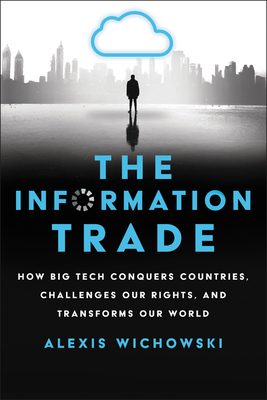 THE
INFORMATION
TRADE
HOW BIG TECH CONQUERS COUNTRIES,
CHALLENGES OUR RIGHTS, AND
TRANSFORMS OUR WORLD
ALEXIS WICHOWSKI